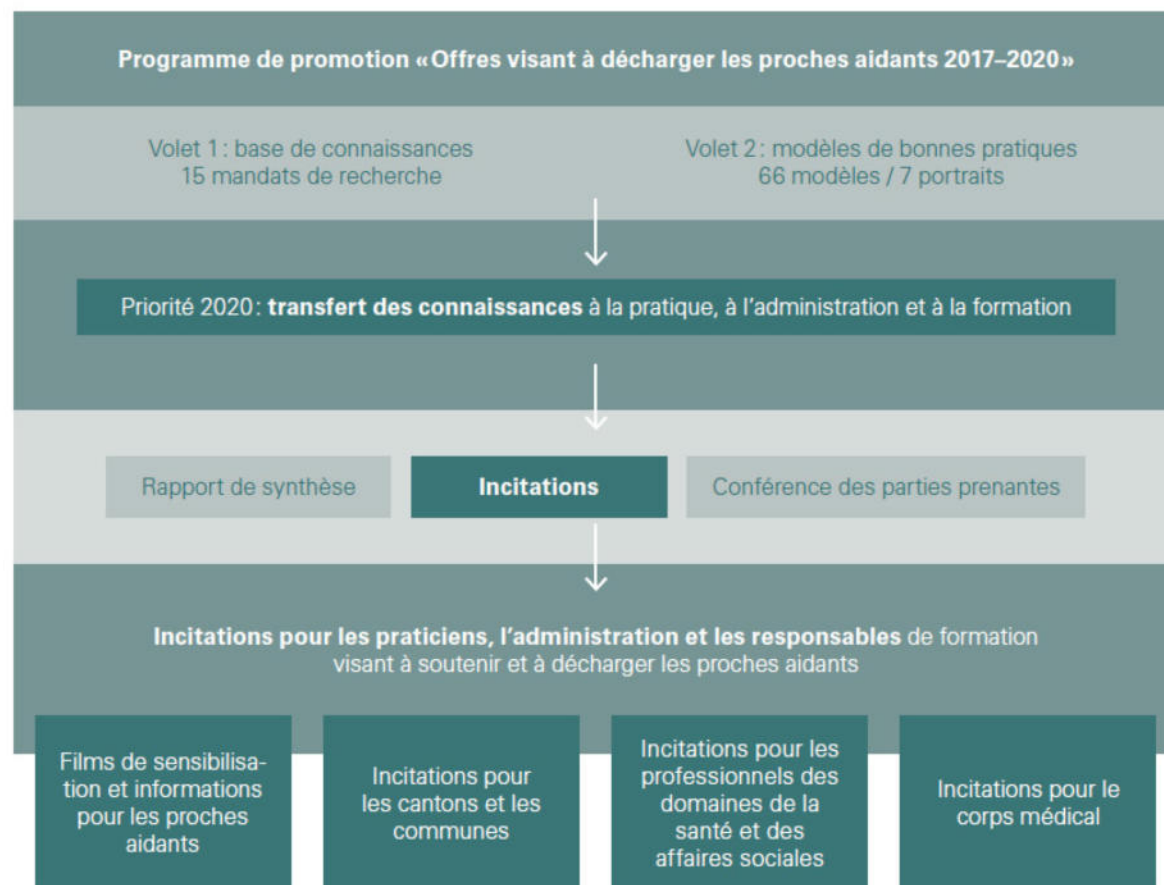 Programme de promotion «Offres visant à décharger les proches aidants 2017–2020»
Volet 1: base de connaissances
15 mandats de recherche
Volet 2: modèles de bonnes pratiques
66 modèles / 7 portraits
Priorité 2020: transfert des connaissances à la pratique, à l'administration et à la formation
Rapport de synthèse
Incitations
Conférence des parties prenantes
Incitations pour les praticiens, l'administration et les responsables de formation
visant à soutenir et à décharger les proches aidants
Films de sensibilisa-
tion et informations
pour les proches
aidants
Incitations pour
les cantons et les
communes
Incitations pour les
professionnels des
domaines de la
santé et des
affaires sociales
Incitations pour le
corps médical